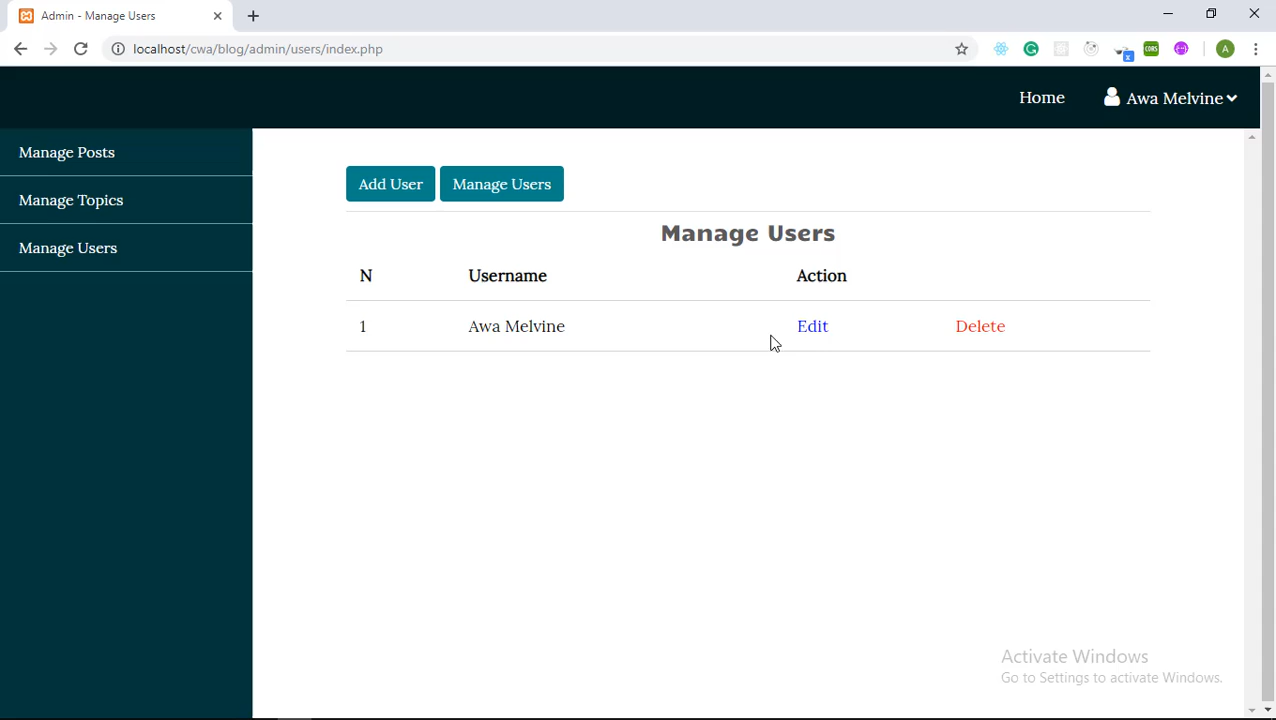 Admin - Manage Users
localhost/cwa/blog/admin/users/index.php
CORS
A
Home
Awa Melvine
Manage Posts
Manage Topics
Manage Users
Add User
Manage Users
Manage Users
N
Username
Action
1
Awa Melvine
Edit
Delete
Activate Windows
Go to Settings to activate Windows.